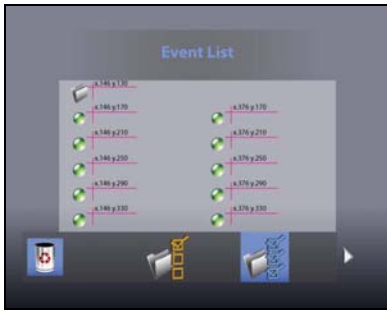 Event List
x.146 y.130
x.146 y.170 x.376 y.170
x.146 y.210 x.376 y.210
x.146 y.250 x.376 y.250
x.146 y.290 x.376 y.290
x.146 y.330 x.376 y.330